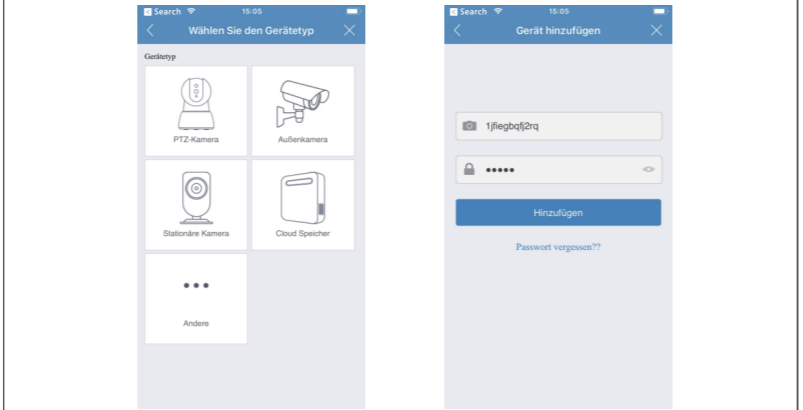 Search 15:05
Wählen Sie den Gerätetyp
Gerätetyp
PTZ-Kamera
Außenkamera
Stationäre Kamera
Cloud Speicher
Andere
Search 15:05
Gerät hinzufügen
1jfiegbqfj2rq
•••••
Hinzufügen
Passwort vergessen??